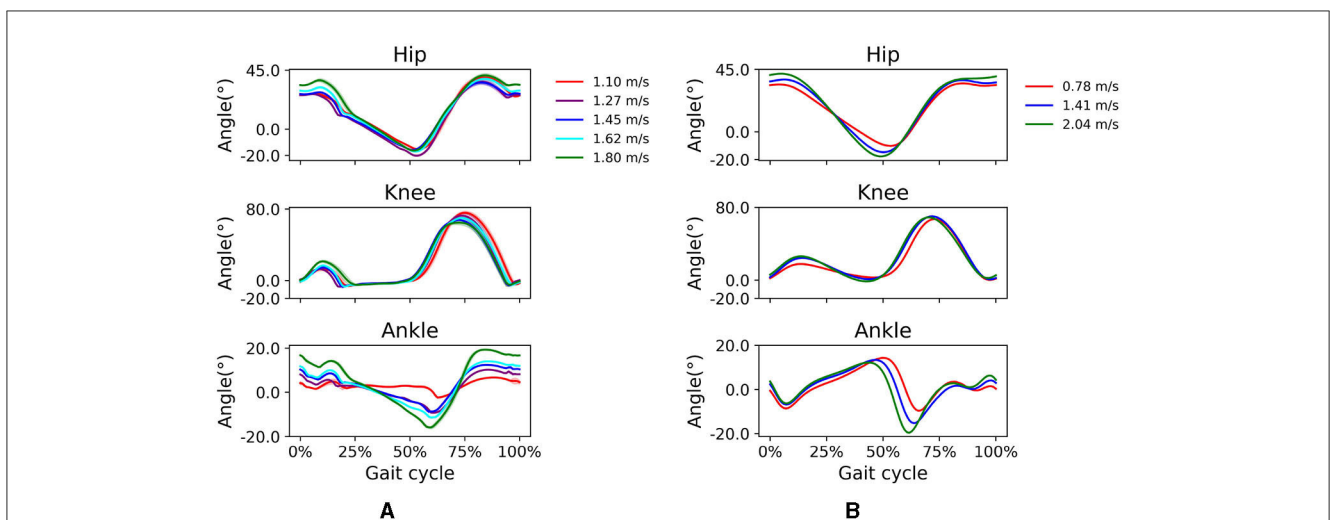 Hip
45.0
0.0
-20.0
Angle(°)
1.10 m/s
1.27 m/s
1.45 m/s
1.62 m/s
1.80 m/s
Knee
80.0
0.0
-20.0
Angle(°)
Ankle
20.0
0.0
-20.0
Angle(°)
0% 25% 50% 75% 100%
Gait cycle
A
Hip
45.0
0.0
-20.0
Angle(°)
0.78 m/s
1.41 m/s
2.04 m/s
Knee
80.0
0.0
-20.0
Angle(°)
Ankle
20.0
0.0
-20.0
Angle(°)
0% 25% 50% 75% 100%
Gait cycle
B